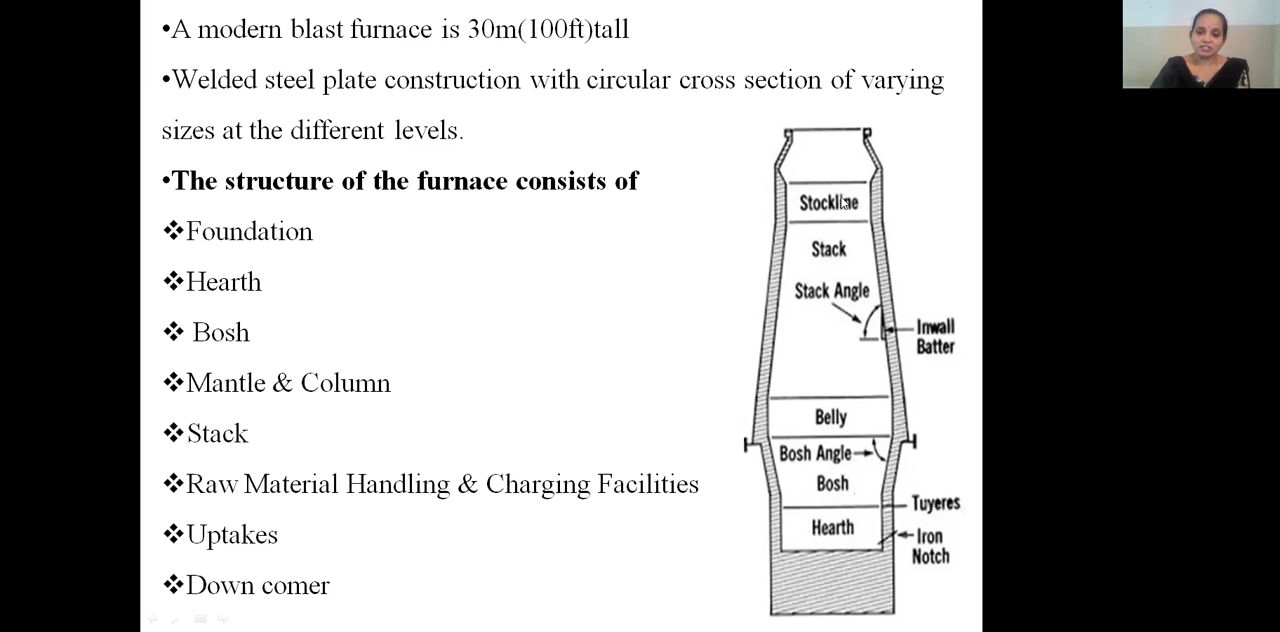 •A modern blast furnace is 30m(100ft)tall
•Welded steel plate construction with circular cross section of varying
sizes at the different levels.
•The structure of the furnace consists of
❖Foundation
❖Hearth
❖ Bosh
❖Mantle & Column
❖Stack
❖Raw Material Handling & Charging Facilities
❖Uptakes
❖Down comer
Stockline
Stack
Stack Angle
Inwall
Batter
Belly
Bosh Angle
Bosh
Tuyeres
Hearth
Iron
Notch